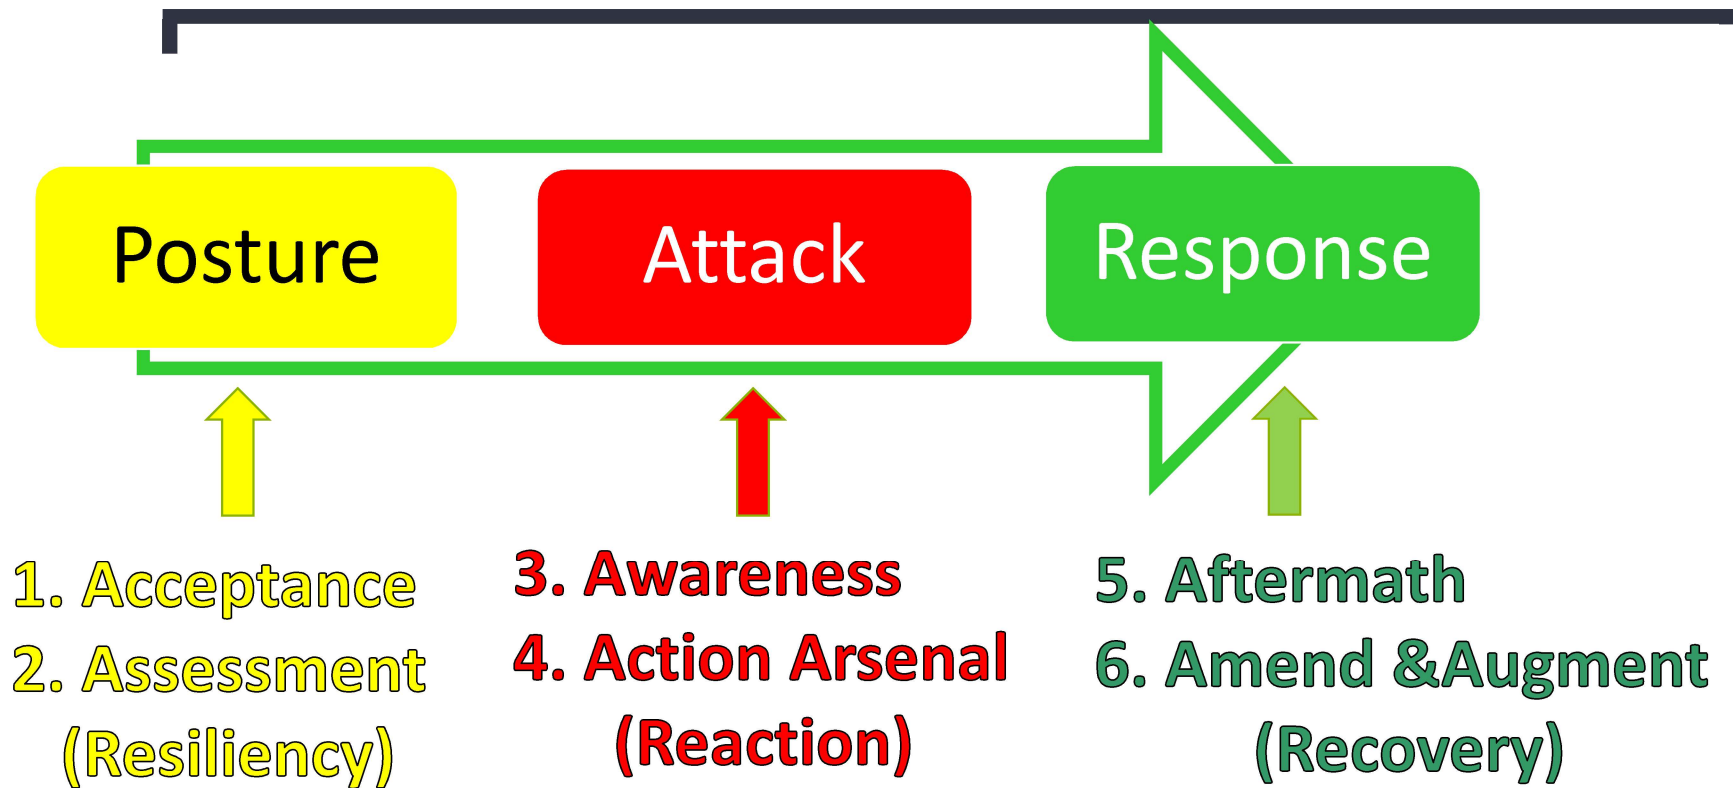 Posture
Attack
Response
1. Acceptance
2. Assessment
(Resiliency)
3. Awareness
4. Action Arsenal
(Reaction)
5. Aftermath
6. Amend &Augment
(Recovery)